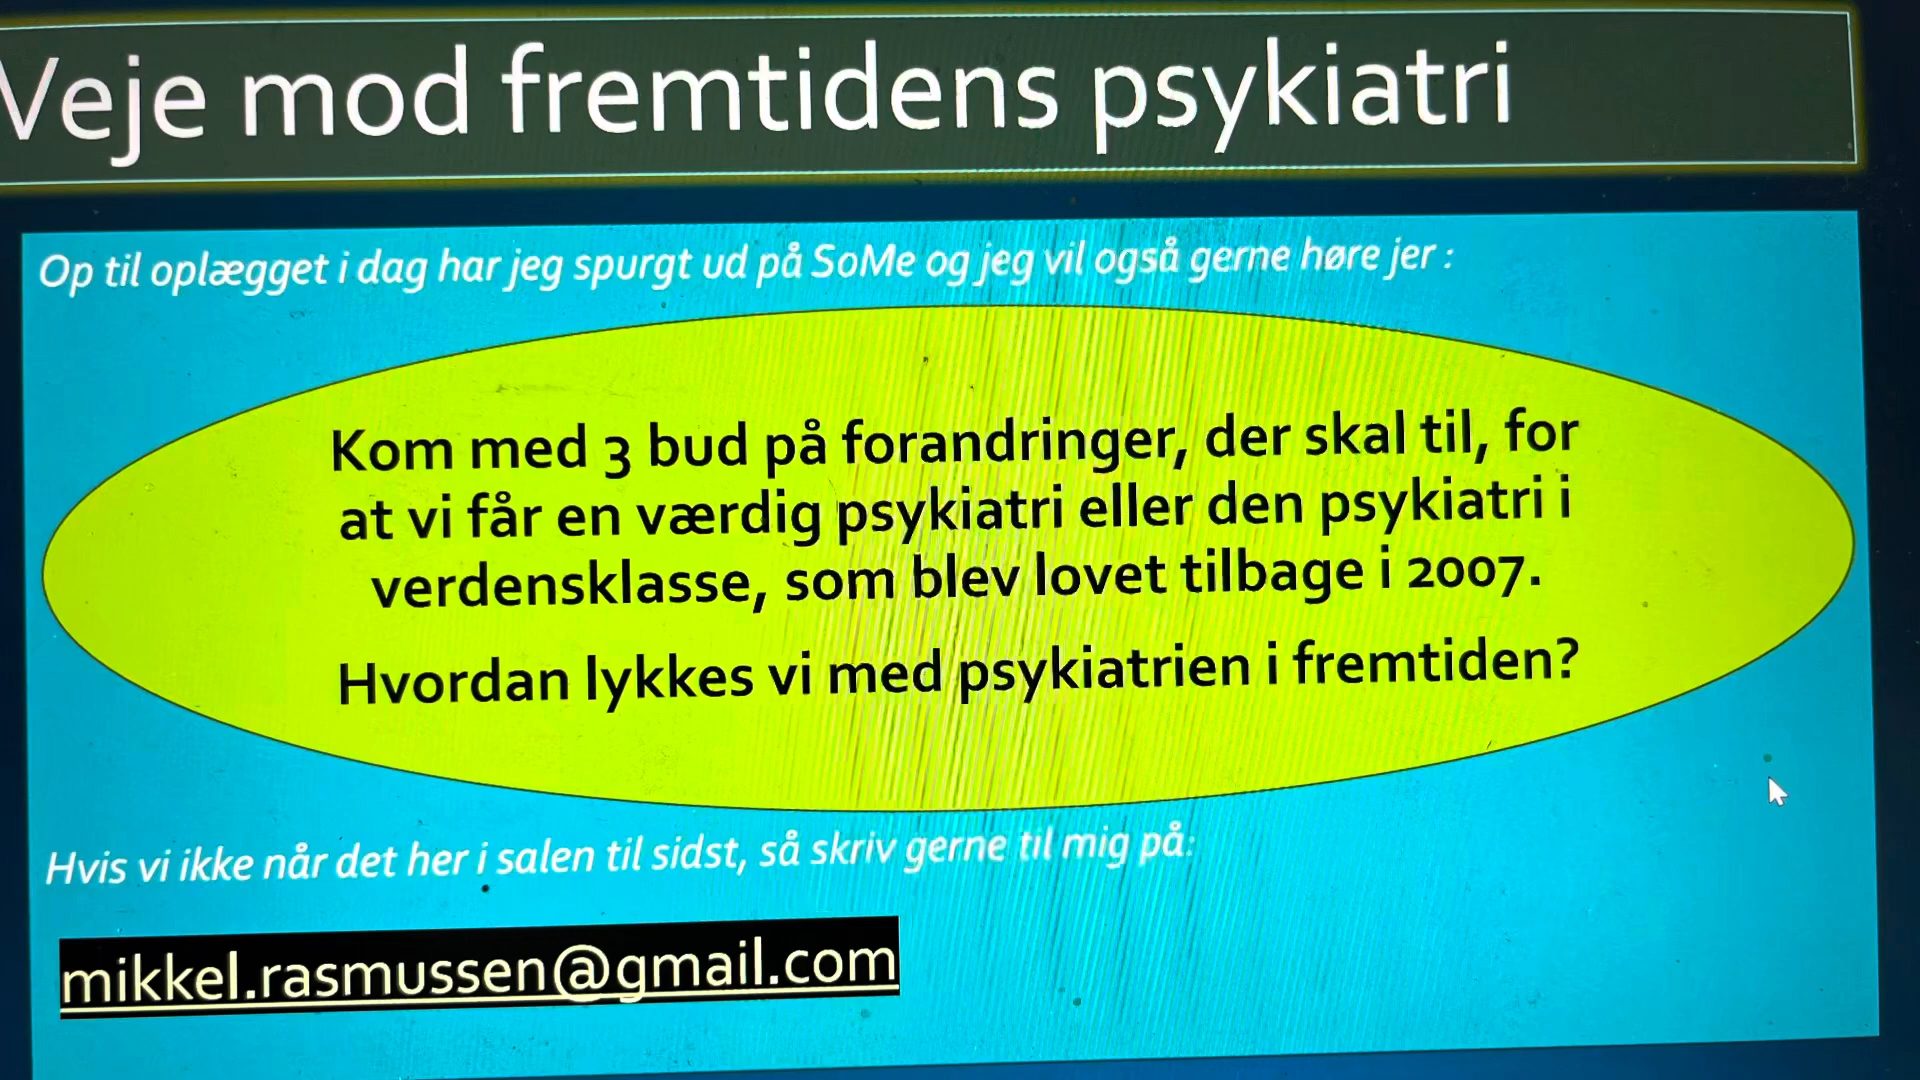 Veje mod fremtidens psykiatri
Op til oplægget i dag har jeg spurgt ud på SoMe og jeg vil også gerne høre jer :
Kom med 3 bud på forandringer, der skal til, for
at vi får en værdig psykiatri eller den psykiatri i
verdensklasse, som blev lovet tilbage i 2007.
Hvordan lykkes vi med psykiatrien i fremtiden?
Hvis vi ikke når det her i salen til sidst, så skriv gerne til mig på:
mikkel.rasmussen@gmail.com